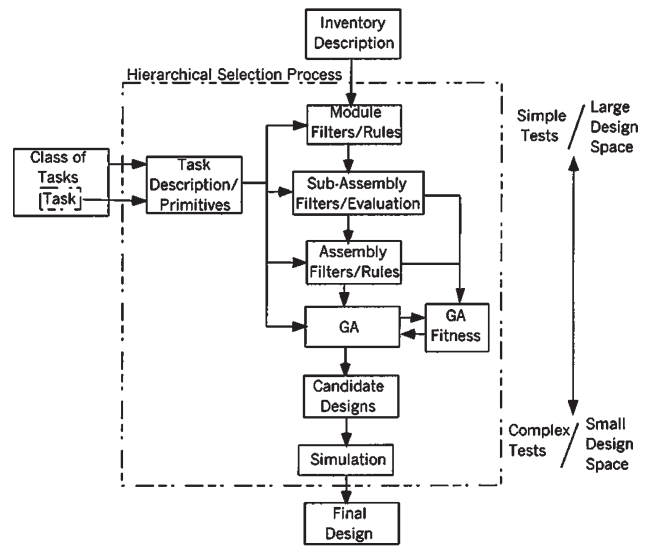 Inventory
Description
Hierarchical Selection Process
Module
Filters/Rules
Simple
Tests
/
Large
Design
Space
Class of
Tasks
Task
Task
Description/
Primitives
Sub-Assembly
Filters/Evaluation
Assembly
Filters/Rules
GA
GA
Fitness
Candidate
Designs
Complex
Tests
/
Small
Design
Space
Simulation
Final
Design